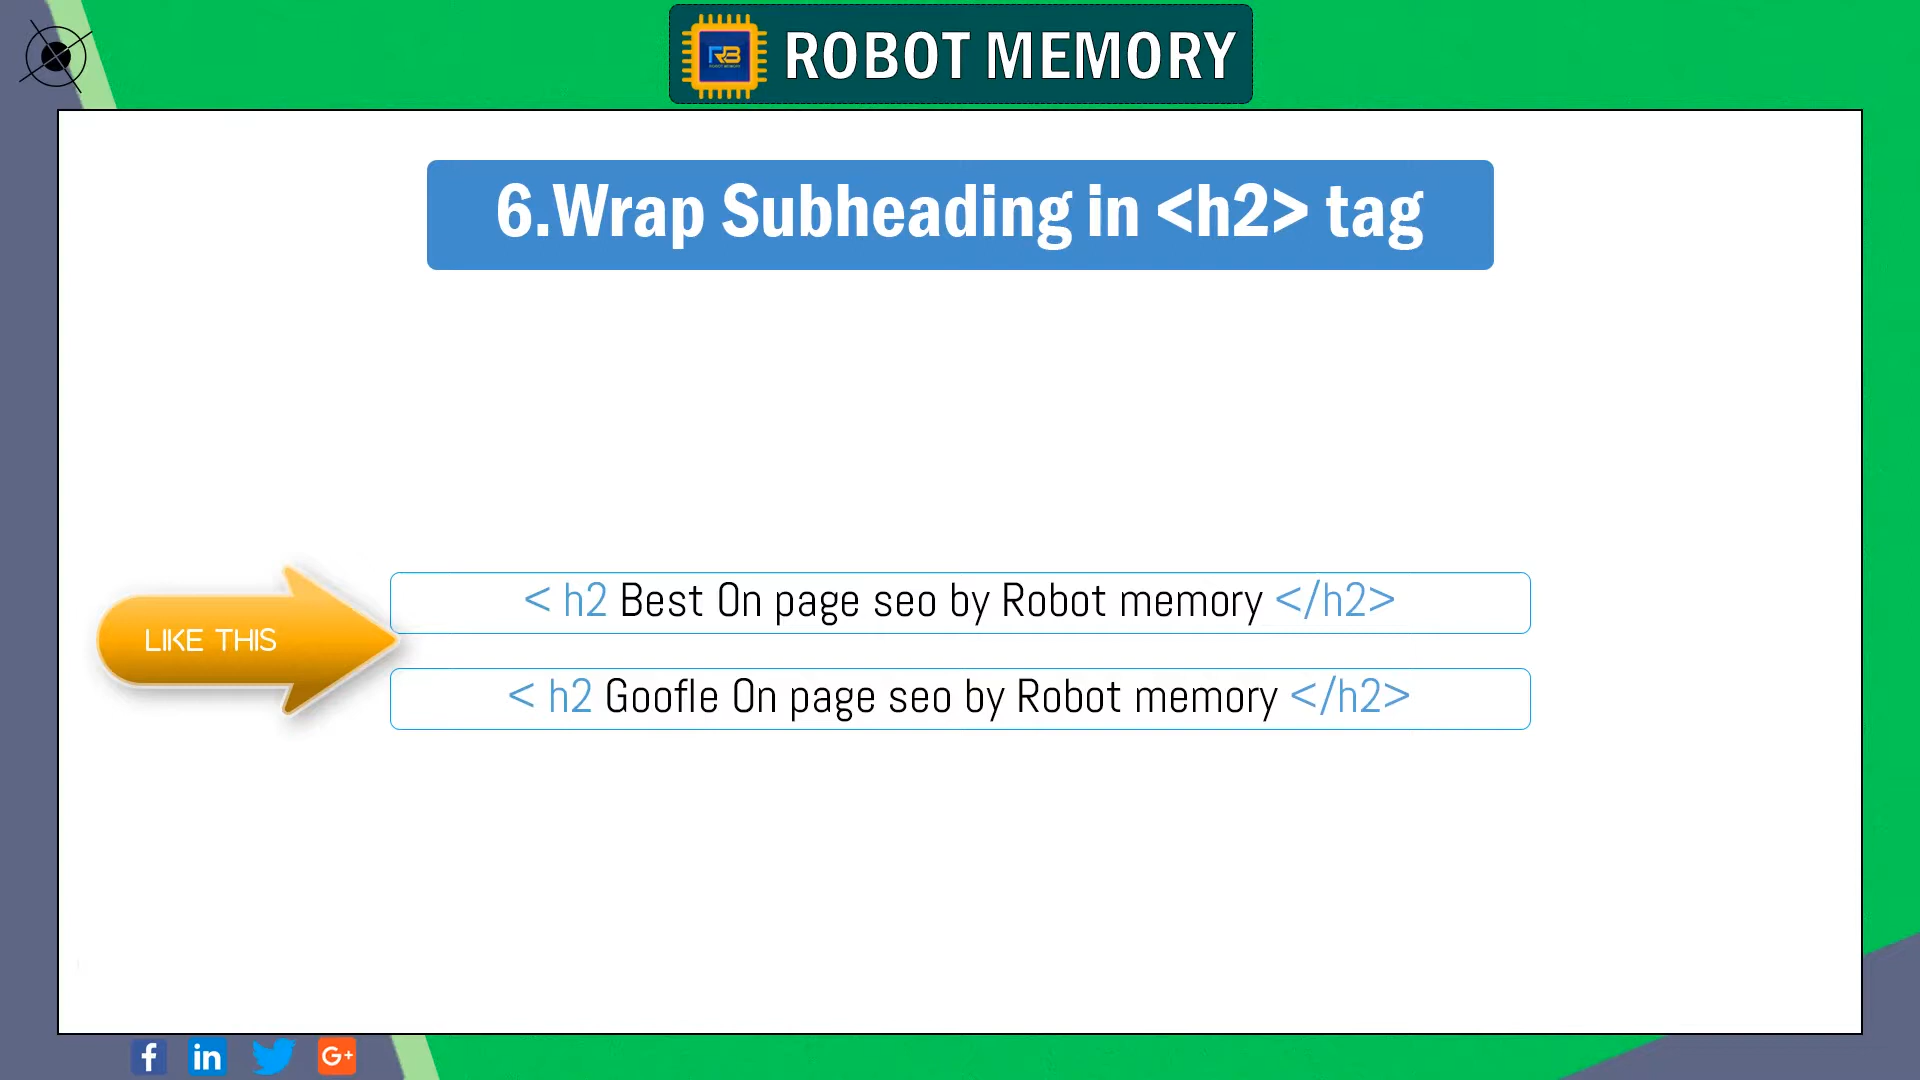 ROBOT MEMORY
6.Wrap Subheading in <h2> tag
LIKE THIS
< h2 Best On page seo by Robot memory </h2>
< h2 Goofle On page seo by Robot memory </h2>
f in G+